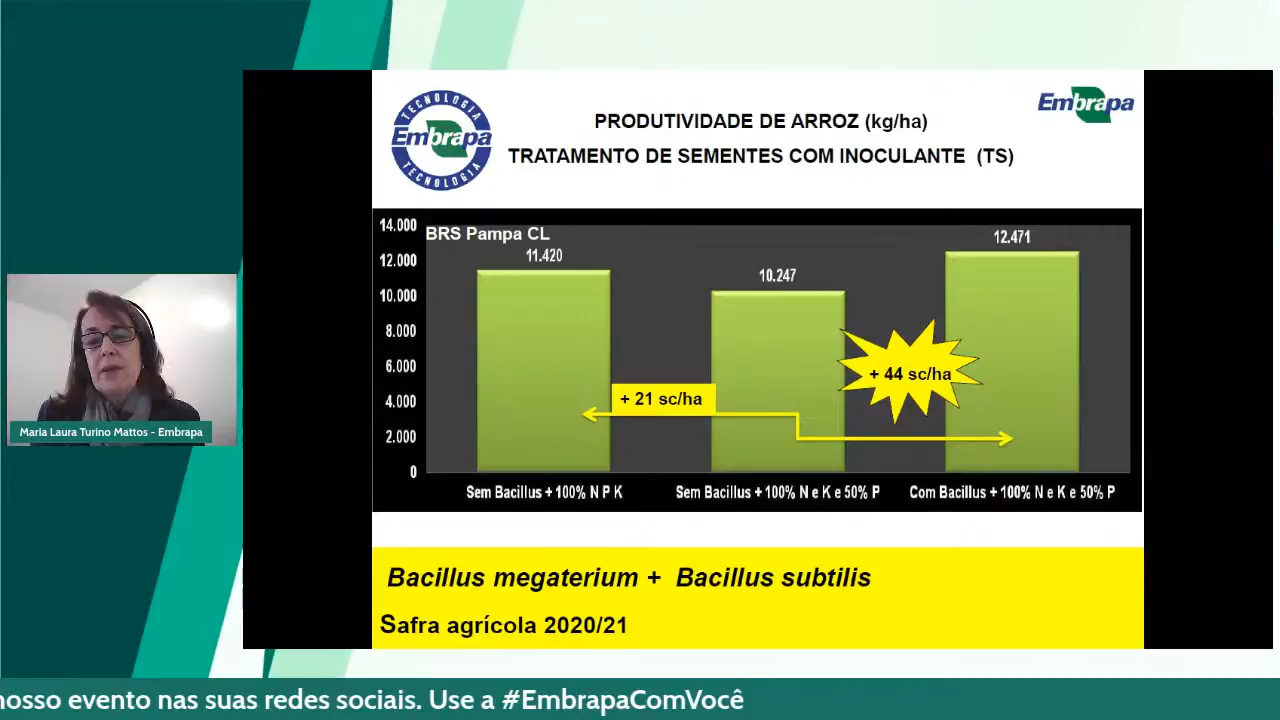 TECNOLOGIA
Embrapa
TECNOLOGIA
Embrapa
PRODUTIVIDADE DE ARROZ (kg/ha)
TRATAMENTO DE SEMENTES COM INOCULANTE (TS)
14.000
12.000
10.000
8.000
6.000
4.000
2.000
0
BRS Pampa CL
11.420
10.247
12.471
+ 21 sc/ha
+ 44 sc/ha
Sem Bacillus + 100% N P K
Sem Bacillus + 100% N e K e 50% P
Com Bacillus + 100% N e K e 50% P
Bacillus megaterium + Bacillus subtilis
Safra agrícola 2020/21
Maria Laura Turino Mattos - Embrapa
nosso evento nas suas redes sociais. Use a #EmbrapaComVocê